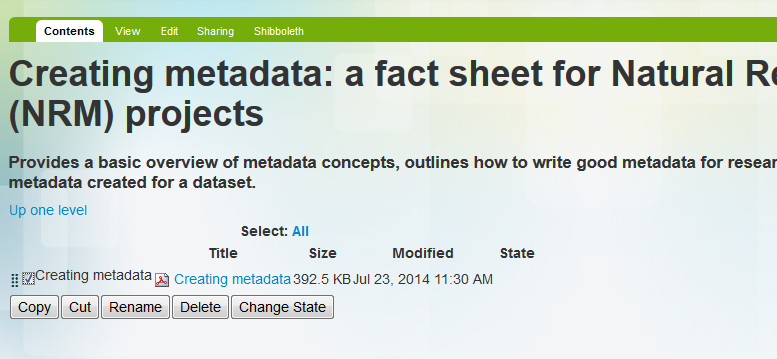 Contents View Edit Sharing Shibboleth
Creating metadata: a fact sheet for Natural Re
(NRM) projects
Provides a basic overview of metadata concepts, outlines how to write good metadata for resear
metadata created for a dataset.
Up one level
Select: All
Title Size Modified State
Creating metadata Creating metadata 392.5 KB Jul 23, 2014 11:30 AM
Copy Cut Rename Delete Change State